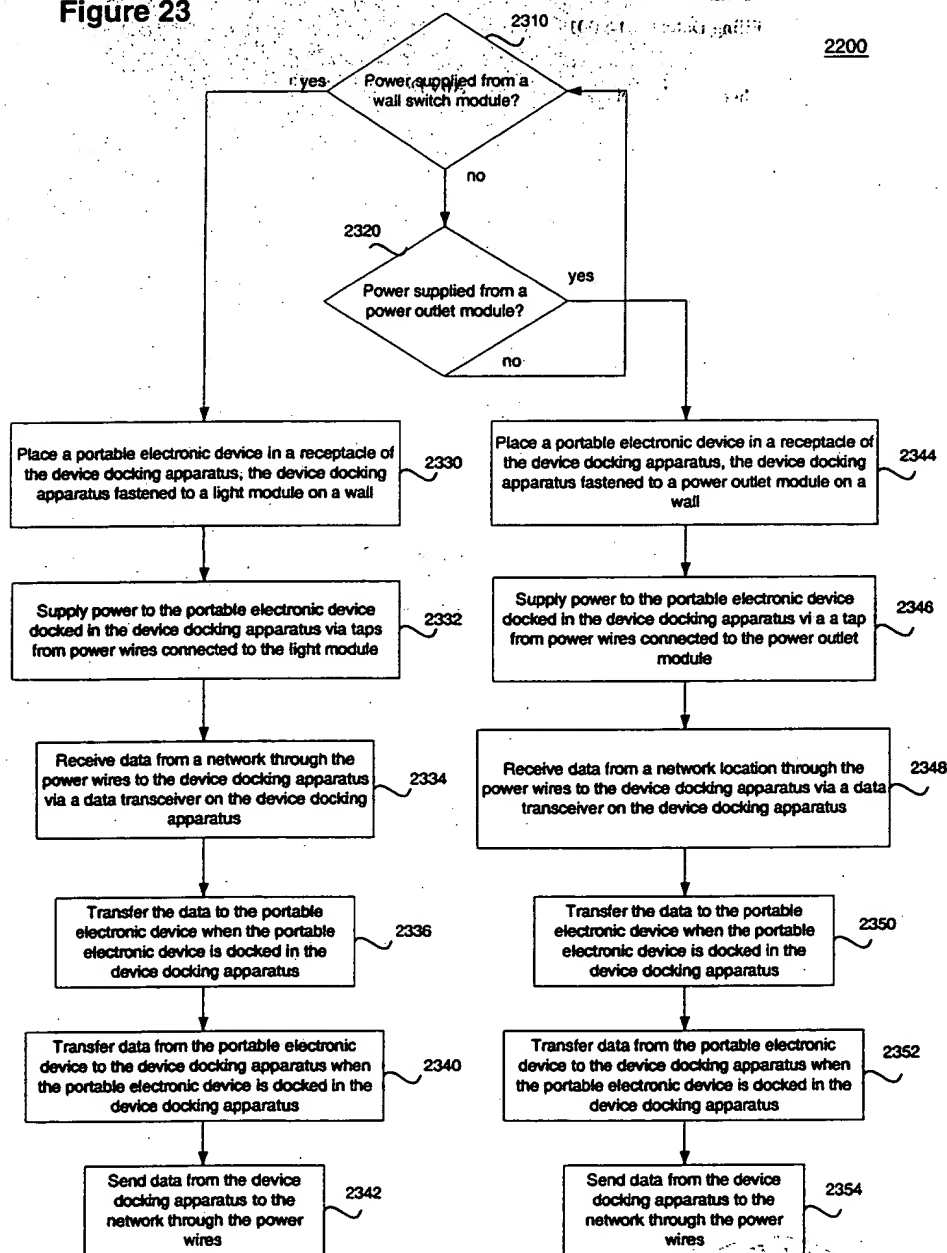 Figure 23
2310
2200
Power supplied from a
wall switch module?
yes
no
2320
Power supplied from a
power outlet module?
yes
no
Place a portable electronic device in a receptacle of
the device docking apparatus; the device docking
apparatus fastened to a light module on a wall
2330
Supply power to the portable electronic device
docked in the device docking apparatus via taps
from power wires connected to the light module
2332
Receive data from a network through the
power wires to the device docking apparatus
via a data transceiver on the device docking
apparatus
2334
Transfer the data to the portable
electronic device when the portable
electronic device is docked in the
device docking apparatus
2336
Transfer data from the portable electronic
device to the device docking apparatus when
the portable electronic device is docked in the
device docking apparatus
2340
Send data from the device
docking apparatus to the
network through the power
wires
2342
Place a portable electronic device in a receptacle of
the device docking apparatus, the device docking
apparatus fastened to a power outlet module on a
wall
2344
Supply power to the portable electronic device
docked in the device docking apparatus vi a a tap
from power wires connected to the power outlet
module
2346
Receive data from a network location through the
power wires to the device docking apparatus via a data
transceiver on the device docking apparatus
2348
Transfer the data to the portable
electronic device when the portable
electronic device is docked in the
device docking apparatus
2350
Transfer data from the portable electronic
device to the device docking apparatus when
the portable electronic device is docked in the
device docking apparatus
2352
Send data from the device
docking apparatus to the
network through the power
wires
2354